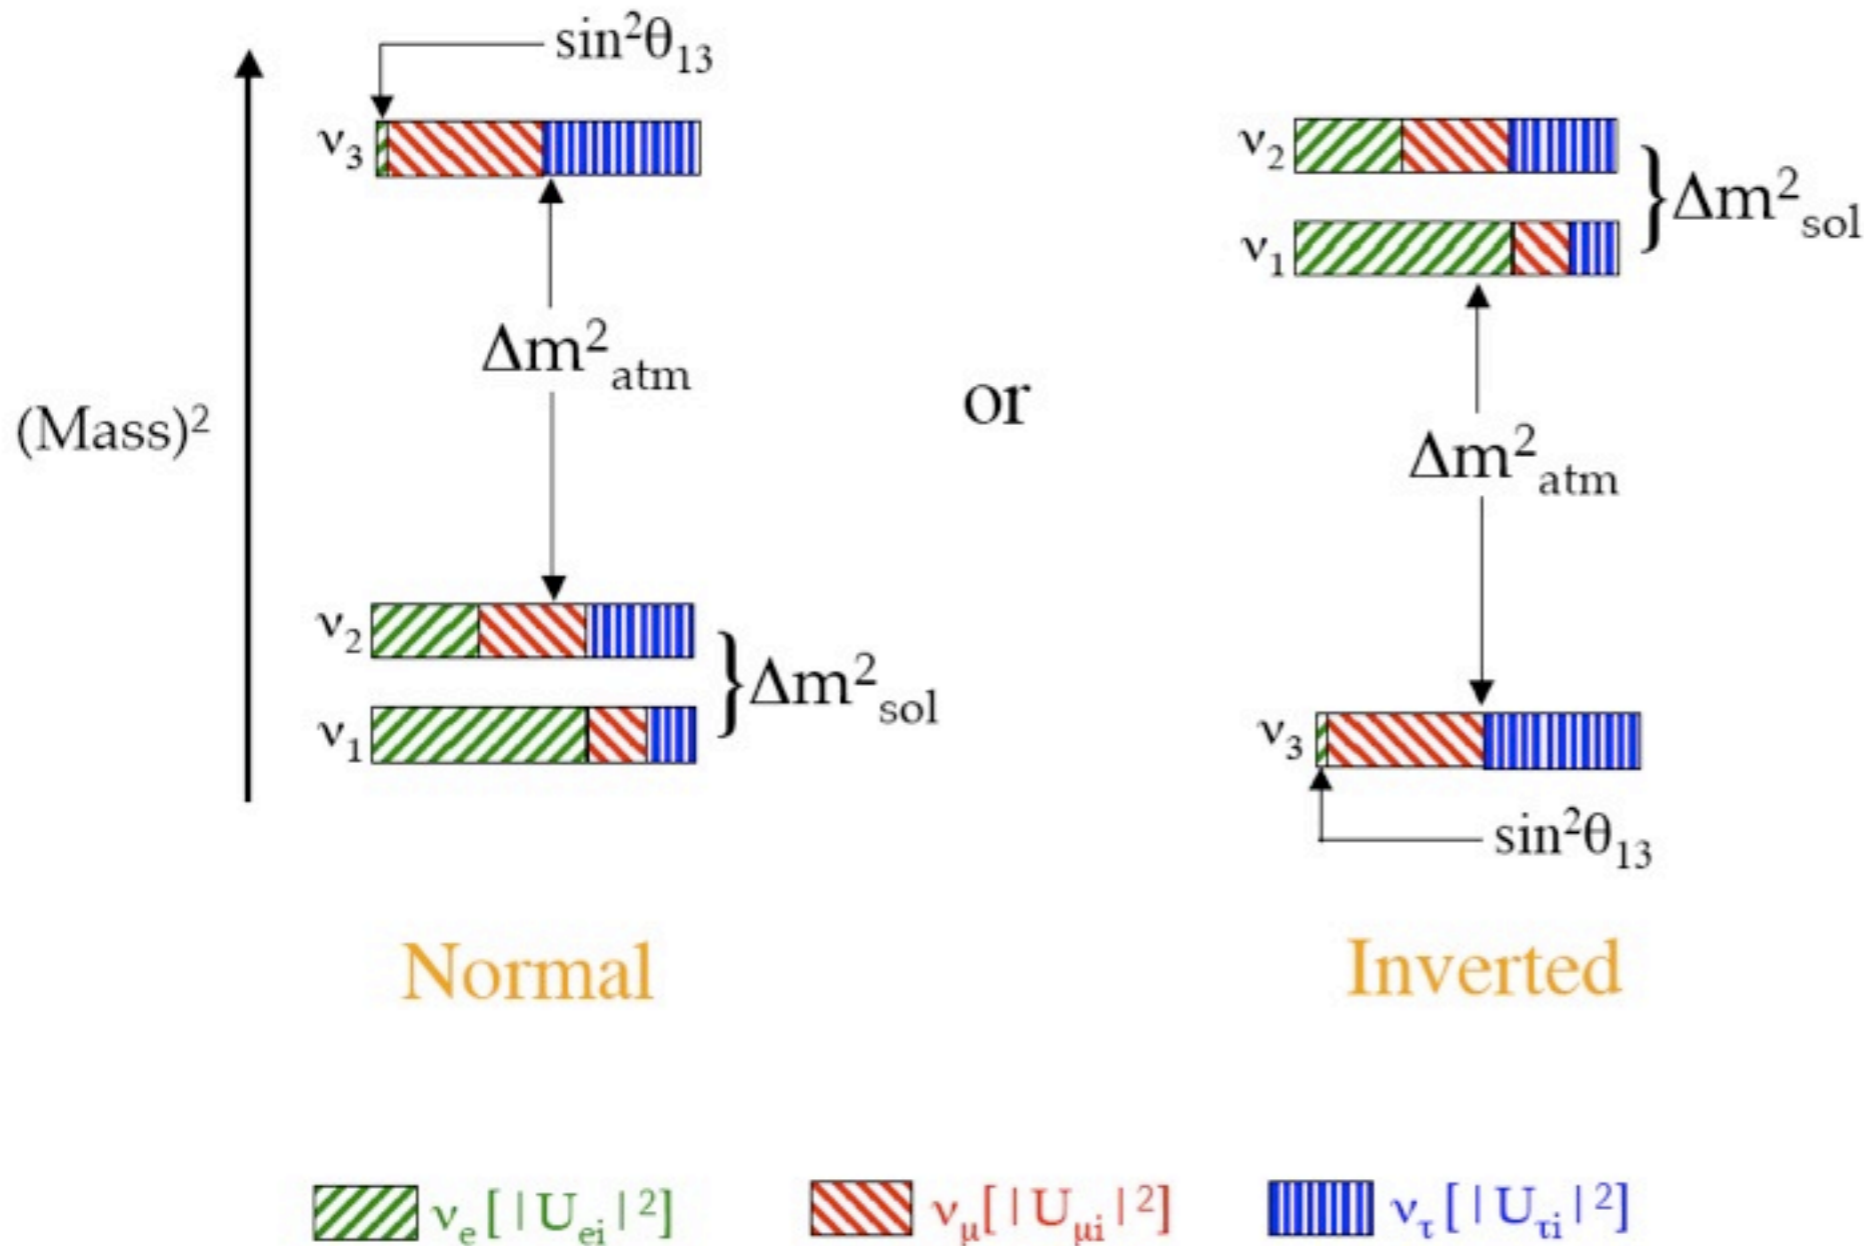 sin²θ₁₃
ν₃
ν₂
Δm²sol
ν₁
Δm²atm
or
(Mass)²
Δm²atm
ν₂
Δm²sol
ν₁
ν₃
sin²θ₁₃
Normal
Inverted
νe [ | Uei | ²]
νμ [ | Uμi | ²]
ντ [ | Uτi | ²]